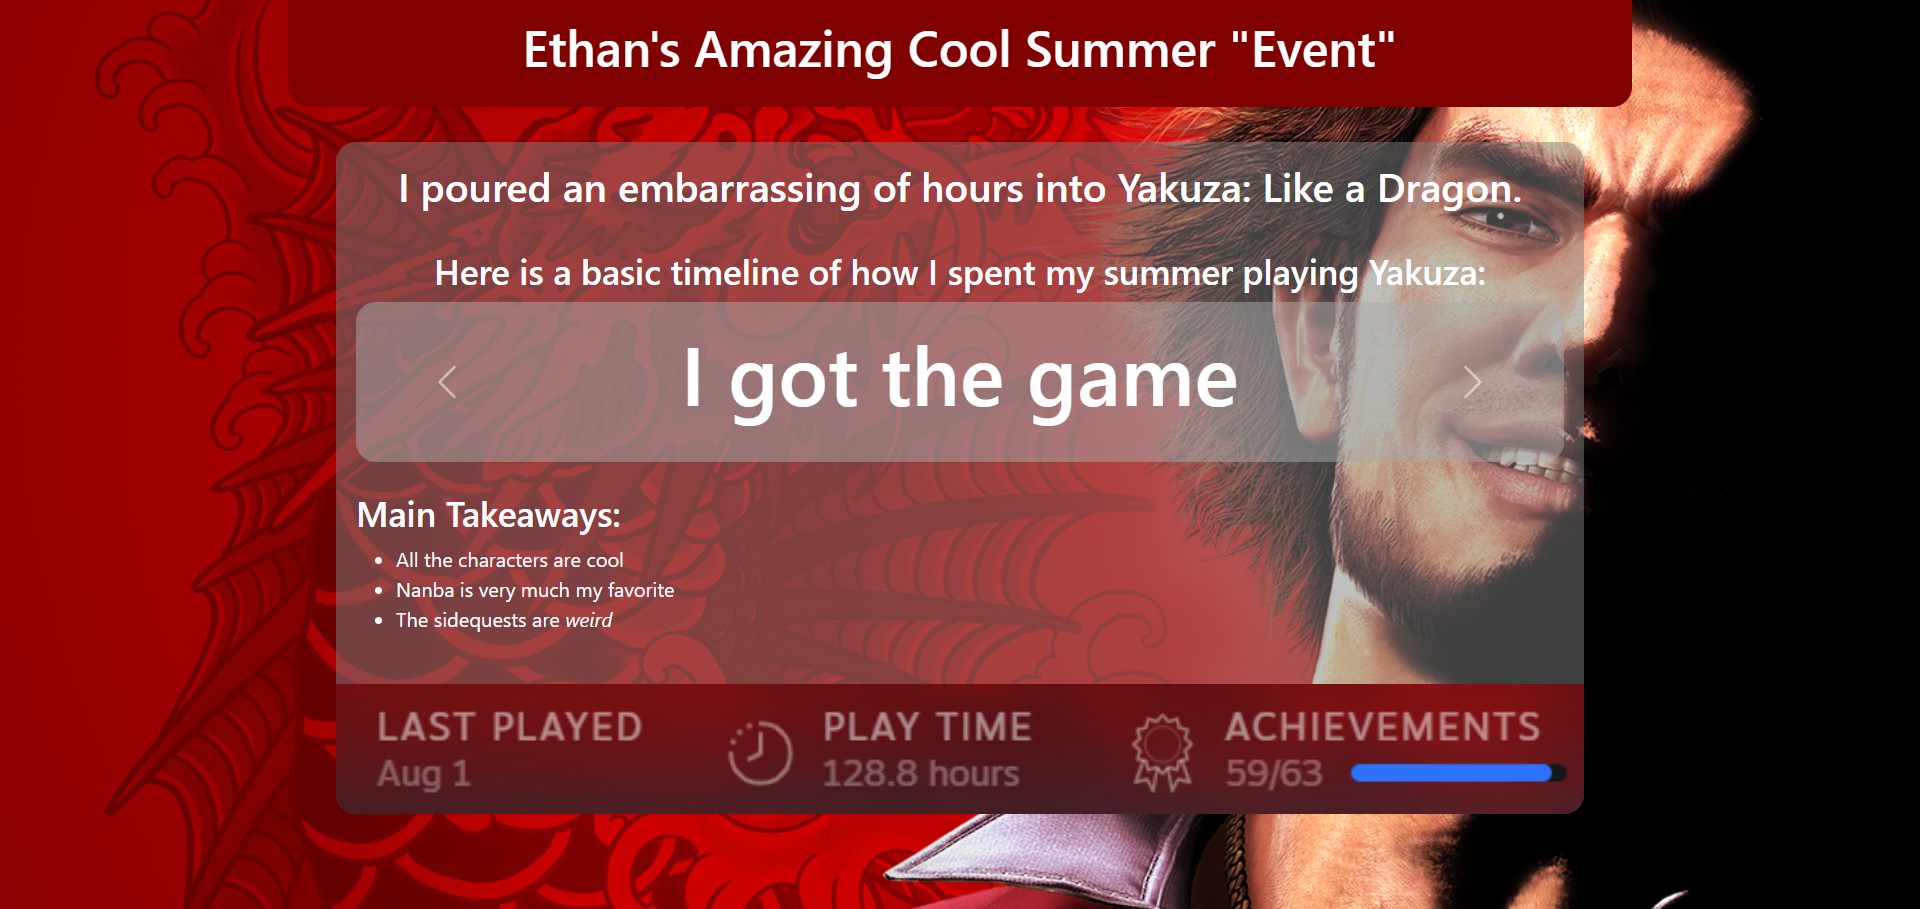 Ethan's Amazing Cool Summer "Event"
I poured an embarrassing of hours into Yakuza: Like a Dragon.
Here is a basic timeline of how I spent my summer playing Yakuza:
I got the game
Main Takeaways:
All the characters are cool
Nanba is very much my favorite
The sidequests are weird
LAST PLAYED
Aug 1
PLAY TIME
128.8 hours
ACHIEVEMENTS
59/63